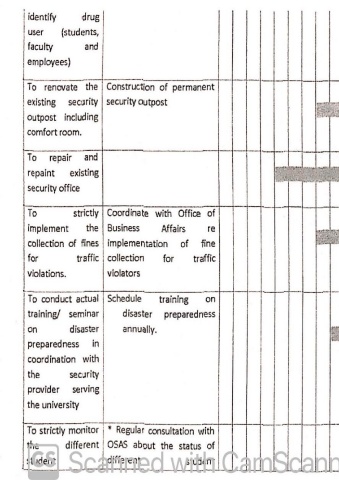 identify drug
user (students,
faculty and
employees)
To renovate the
existing security
outpost including
comfort room.
Construction of permanent
security outpost
To repair and
repaint existing
security office
To strictly
implement the
collection of fines
for traffic
violations.
Coordinate with Office of
Business Affairs re
implementation of fine
collection for traffic
violators
To conduct actual
training/ seminar
on disaster
preparedness in
coordination with
the security
provider serving
the university
Schedule training on
disaster preparedness
annually.
To strictly monitor
the different
student
* Regular consultation with
OSAS about the status of
different student
CS Scanned with CamScann